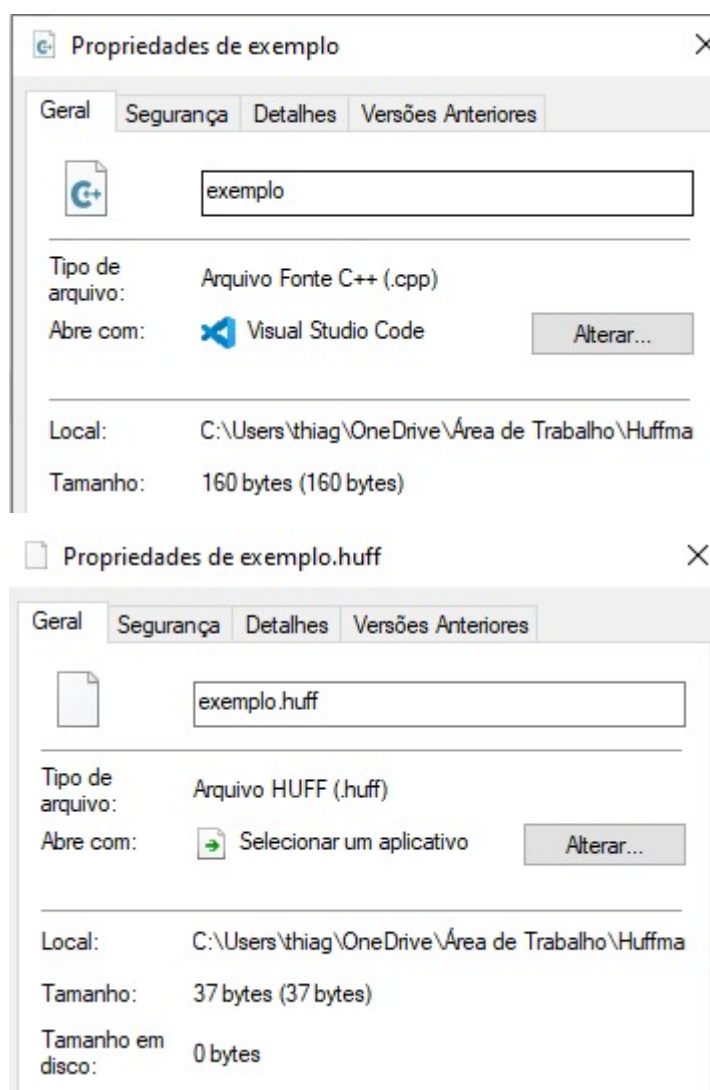 Propriedades de exemplo
Geral Segurança Detalhes Versões Anteriores
exemplo
Tipo de arquivo: Arquivo Fonte C++ (.cpp)
Abre com: Visual Studio Code Alterar...
Local: C:\Users\thiag\OneDrive\Área de Trabalho\Huffma
Tamanho: 160 bytes (160 bytes)
Propriedades de exemplo.huff
Geral Segurança Detalhes Versões Anteriores
exemplo.huff
Tipo de arquivo: Arquivo HUFF (.huff)
Abre com: Selecionar um aplicativo Alterar...
Local: C:\Users\thiag\OneDrive\Área de Trabalho\Huffma
Tamanho: 37 bytes (37 bytes)
Tamanho em disco: 0 bytes